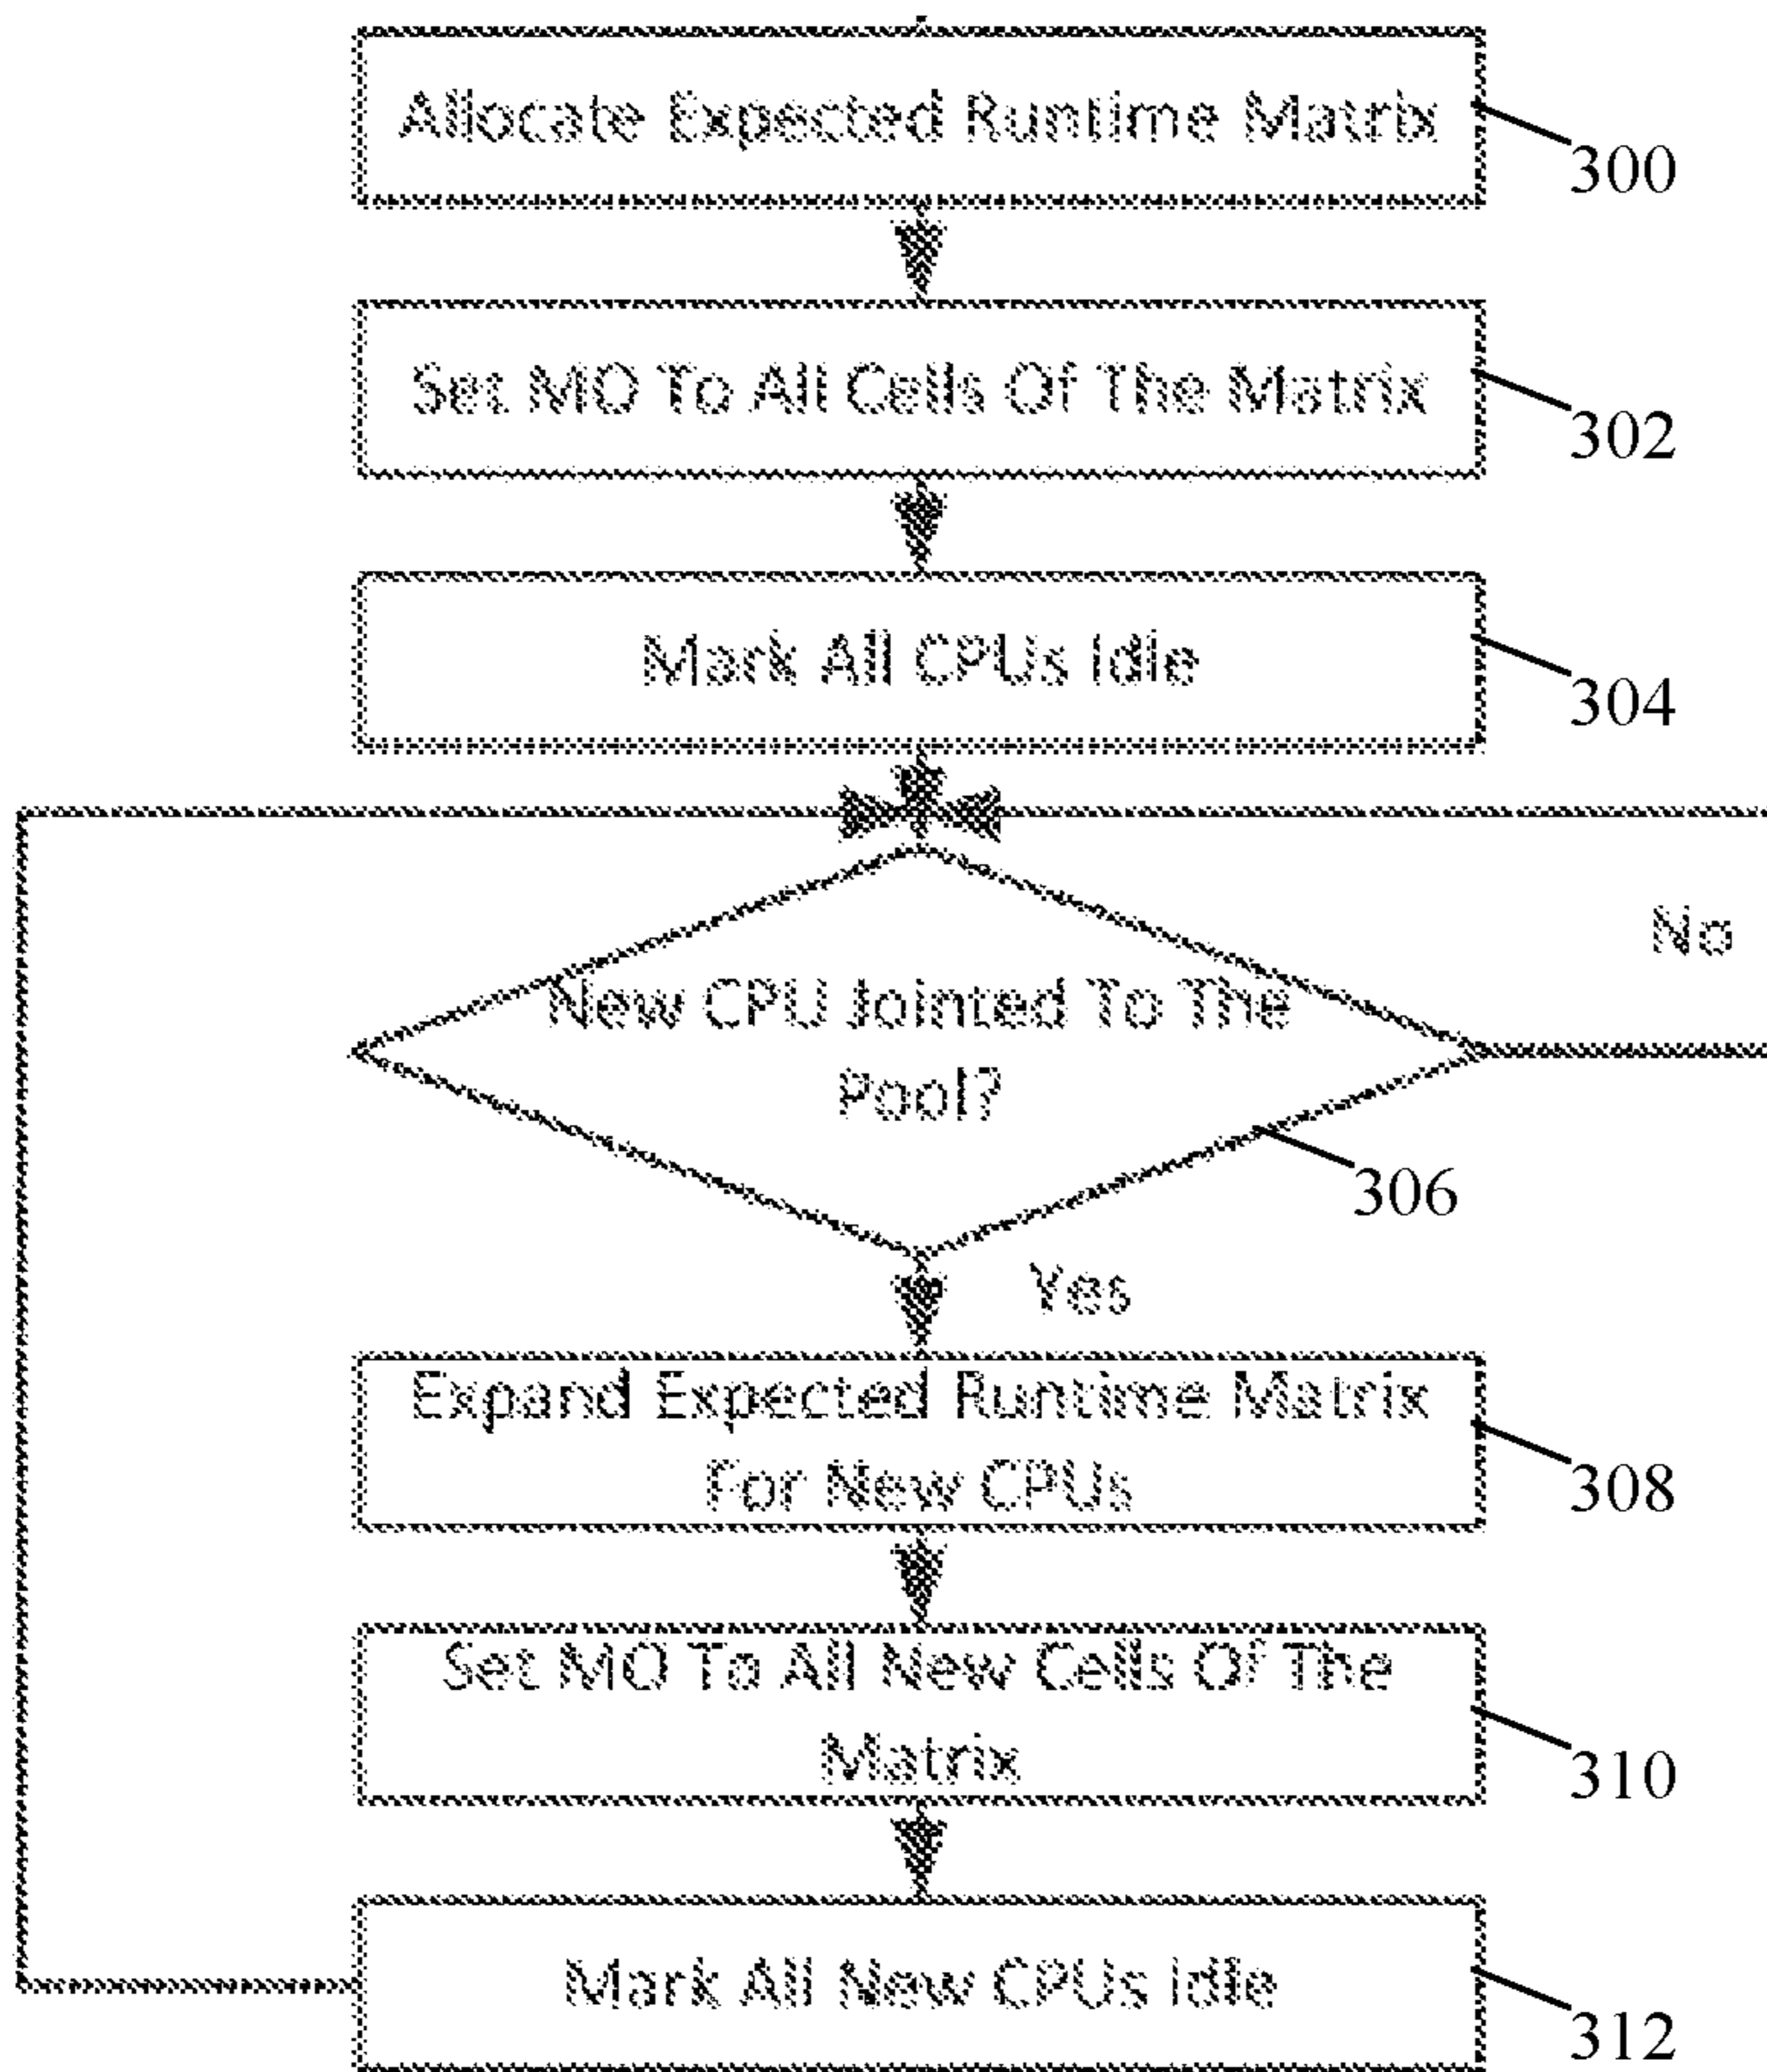 Allocate Expected Runtime Matrix
300
Set MO To All Cells Of The Matrix
302
Mark All CPUs Idle
304
No
New CPU Jointed To The
Pool?
306
Yes
Expand Expected Runtime Matrix
For New CPUs
308
Set MO To All New Cells Of The
Matrix
310
Mark All New CPUs Idle
312